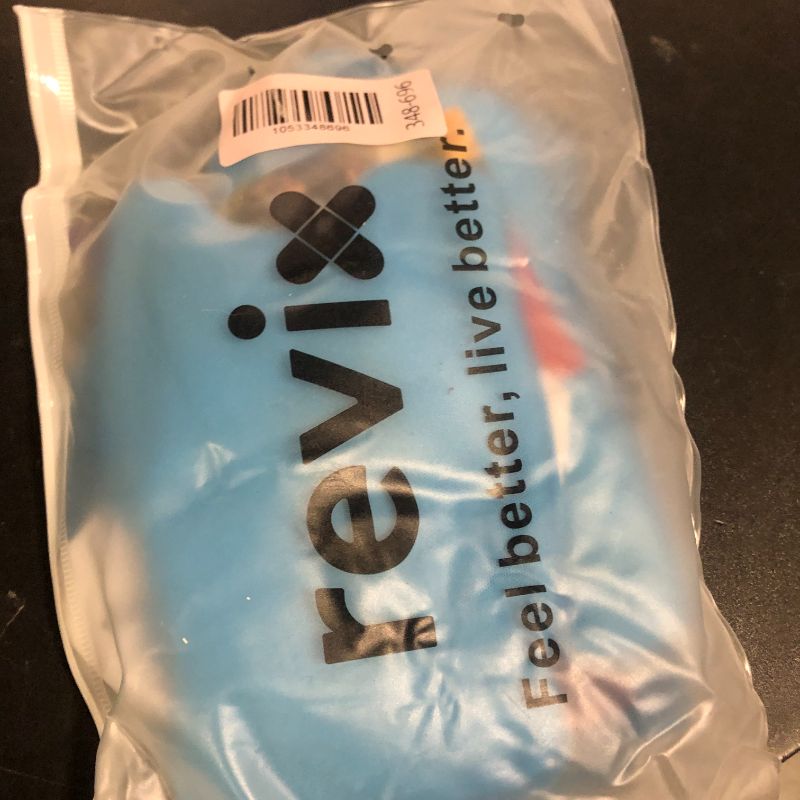 1053348696
348-696
revix
Feel better, live better.